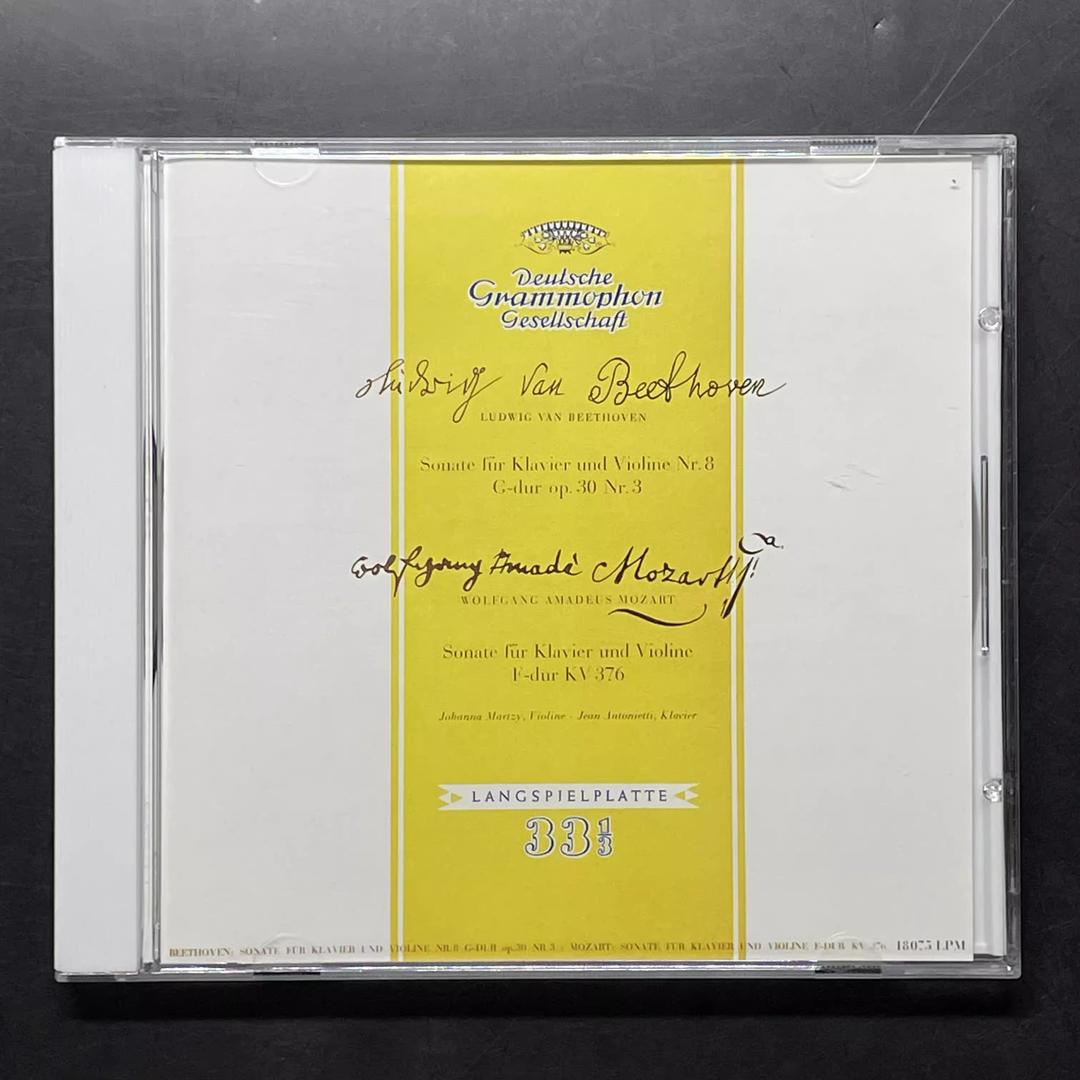 Deutsche
Grammophon
Gesellschaft
Ludwig van Beethoven
LUDWIG VAN BEETHOVEN
Sonate für Klavier und Violine Nr. 8
G-dur op. 30 Nr. 3
Wolfgang Amadè Mozart
WOLFGANG AMADEUS MOZART
Sonate für Klavier und Violine
F-dur KV 376
Johanna Martzy, Violine · Jean Antonietti, Klavier
LANGSPIELPLATTE
33 1/3
BEETHOVEN: SONATE FÜR KLAVIER UND VIOLINE NR. 8 G-DUR op. 30 NR. 3 / MOZART: SONATE FÜR KLAVIER UND VIOLINE F-DUR KV 376 18075 LPM